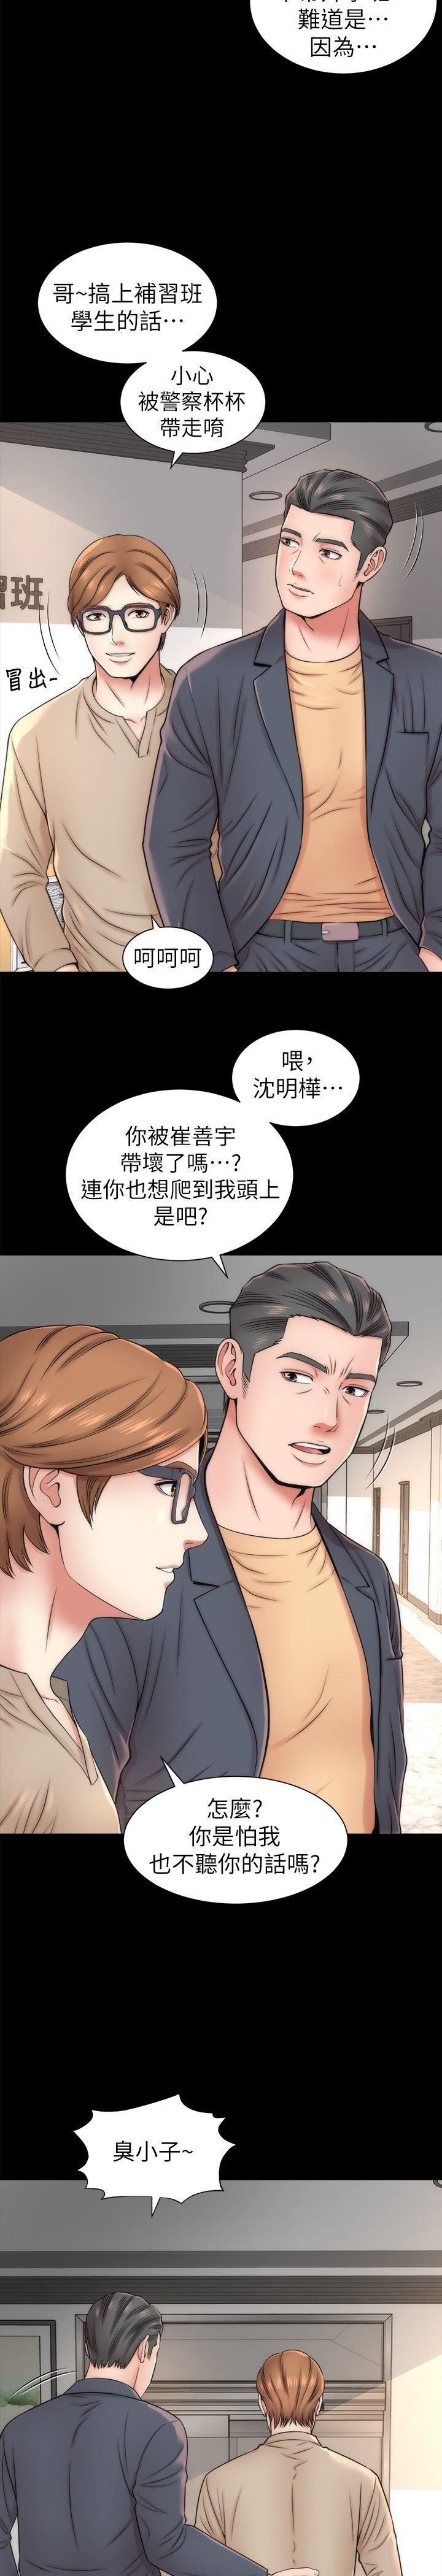 難道是⋯
因為⋯
哥~搞上補習班
學生的話⋯
小心
被警察杯杯
帶走唷
習班
冒出~
呵呵呵
喂，
沈明樺⋯
你被崔善宇
帶壞了嗎⋯?
連你也想爬到我頭上
是吧?
怎麼?
你是怕我
也不聽你的話嗎?
臭小子~